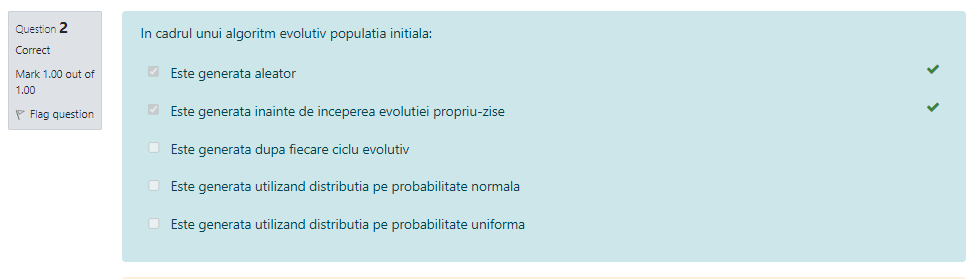 Question 2
Correct
Mark 1.00 out of
1.00
Flag question
In cadrul unui algoritm evolutiv populatia initiala:
Este generata aleator
Este generata inainte de inceperea evolutiei propriu-zise
Este generata dupa fiecare ciclu evolutiv
Este generata utilizand distributia pe probabilitate normala
Este generata utilizand distributia pe probabilitate uniforma